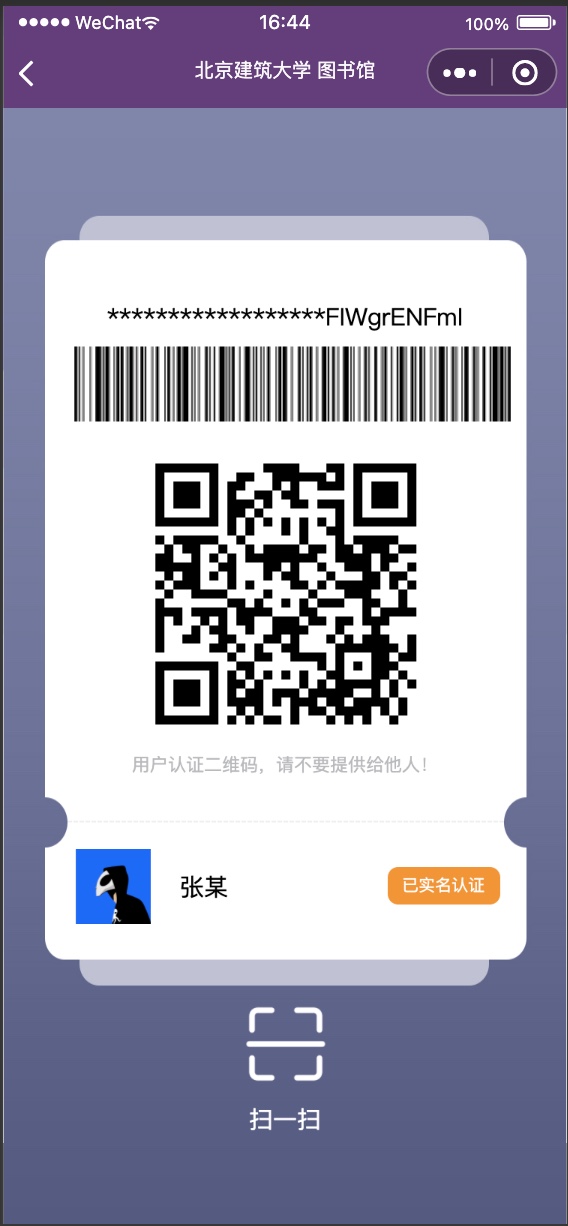 WeChat 16:44 100%
北京建筑大学 图书馆
******************FlWgrENFml
用户认证二维码，请不要提供给他人！
张某
已实名认证
扫一扫